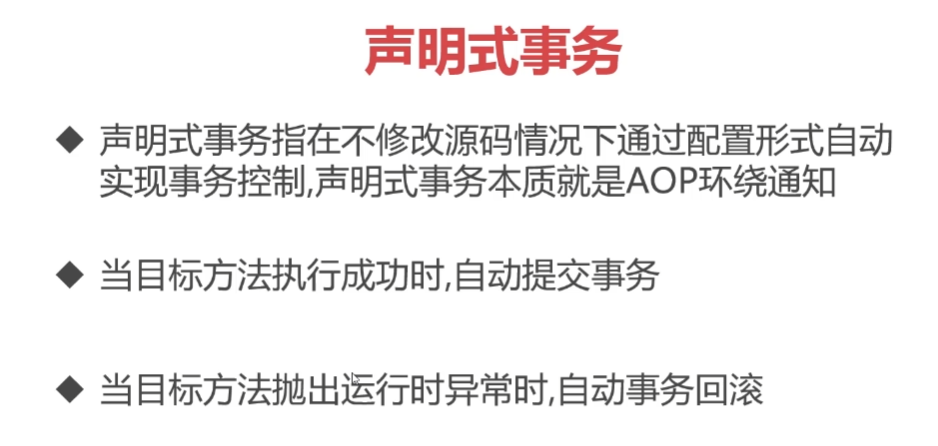 声明式事务
◆ 声明式事务指在不修改源码情况下通过配置形式自动
实现事务控制,声明式事务本质就是AOP环绕通知
◆ 当目标方法执行成功时,自动提交事务
◆ 当目标方法抛出运行时异常时,自动事务回滚